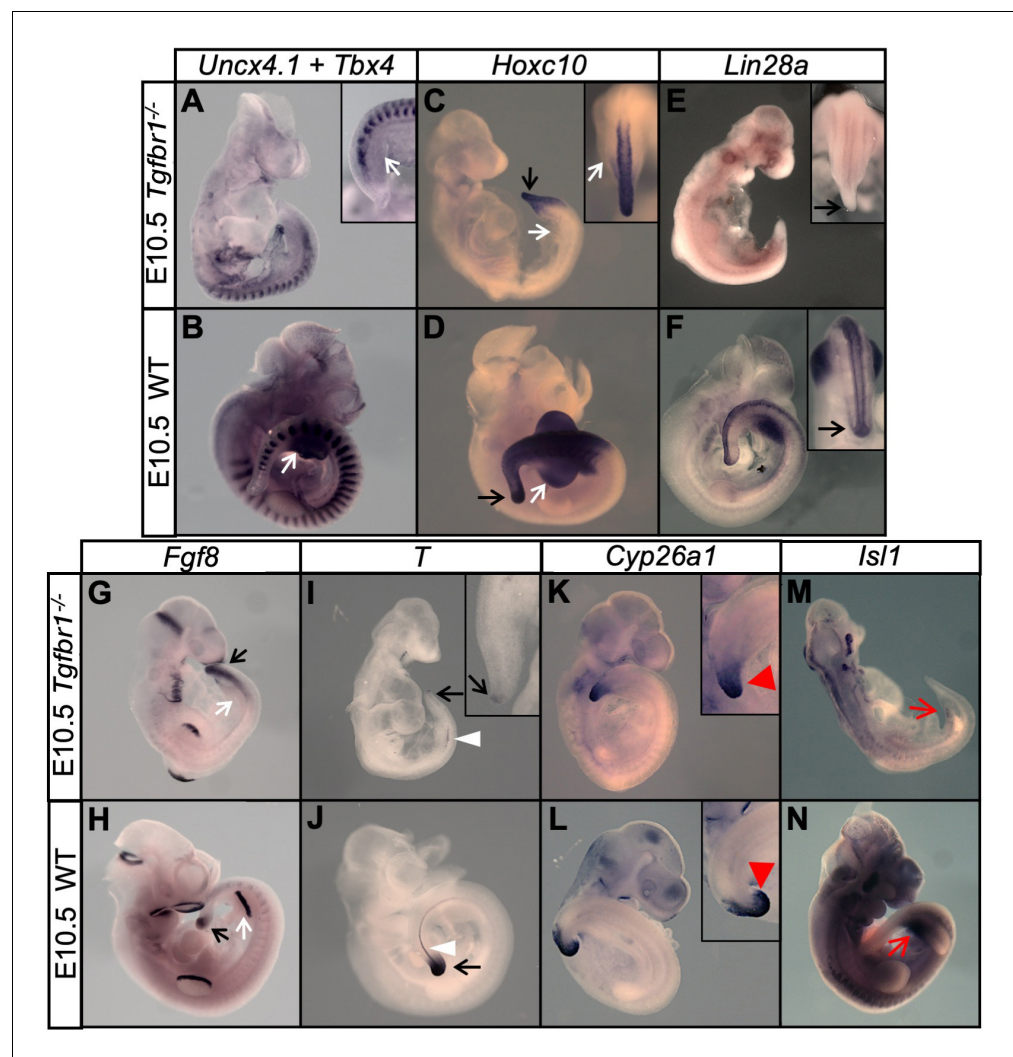 Uncx4.1 + Tbx4 Hoxc10 Lin28a
E10.5 Tgfbr1-/-
A C E
E10.5 WT
B D F
Fgf8 T Cyp26a1 Isl1
E10.5 Tgfbr1-/-
G I K M
E10.5 WT
H J L N